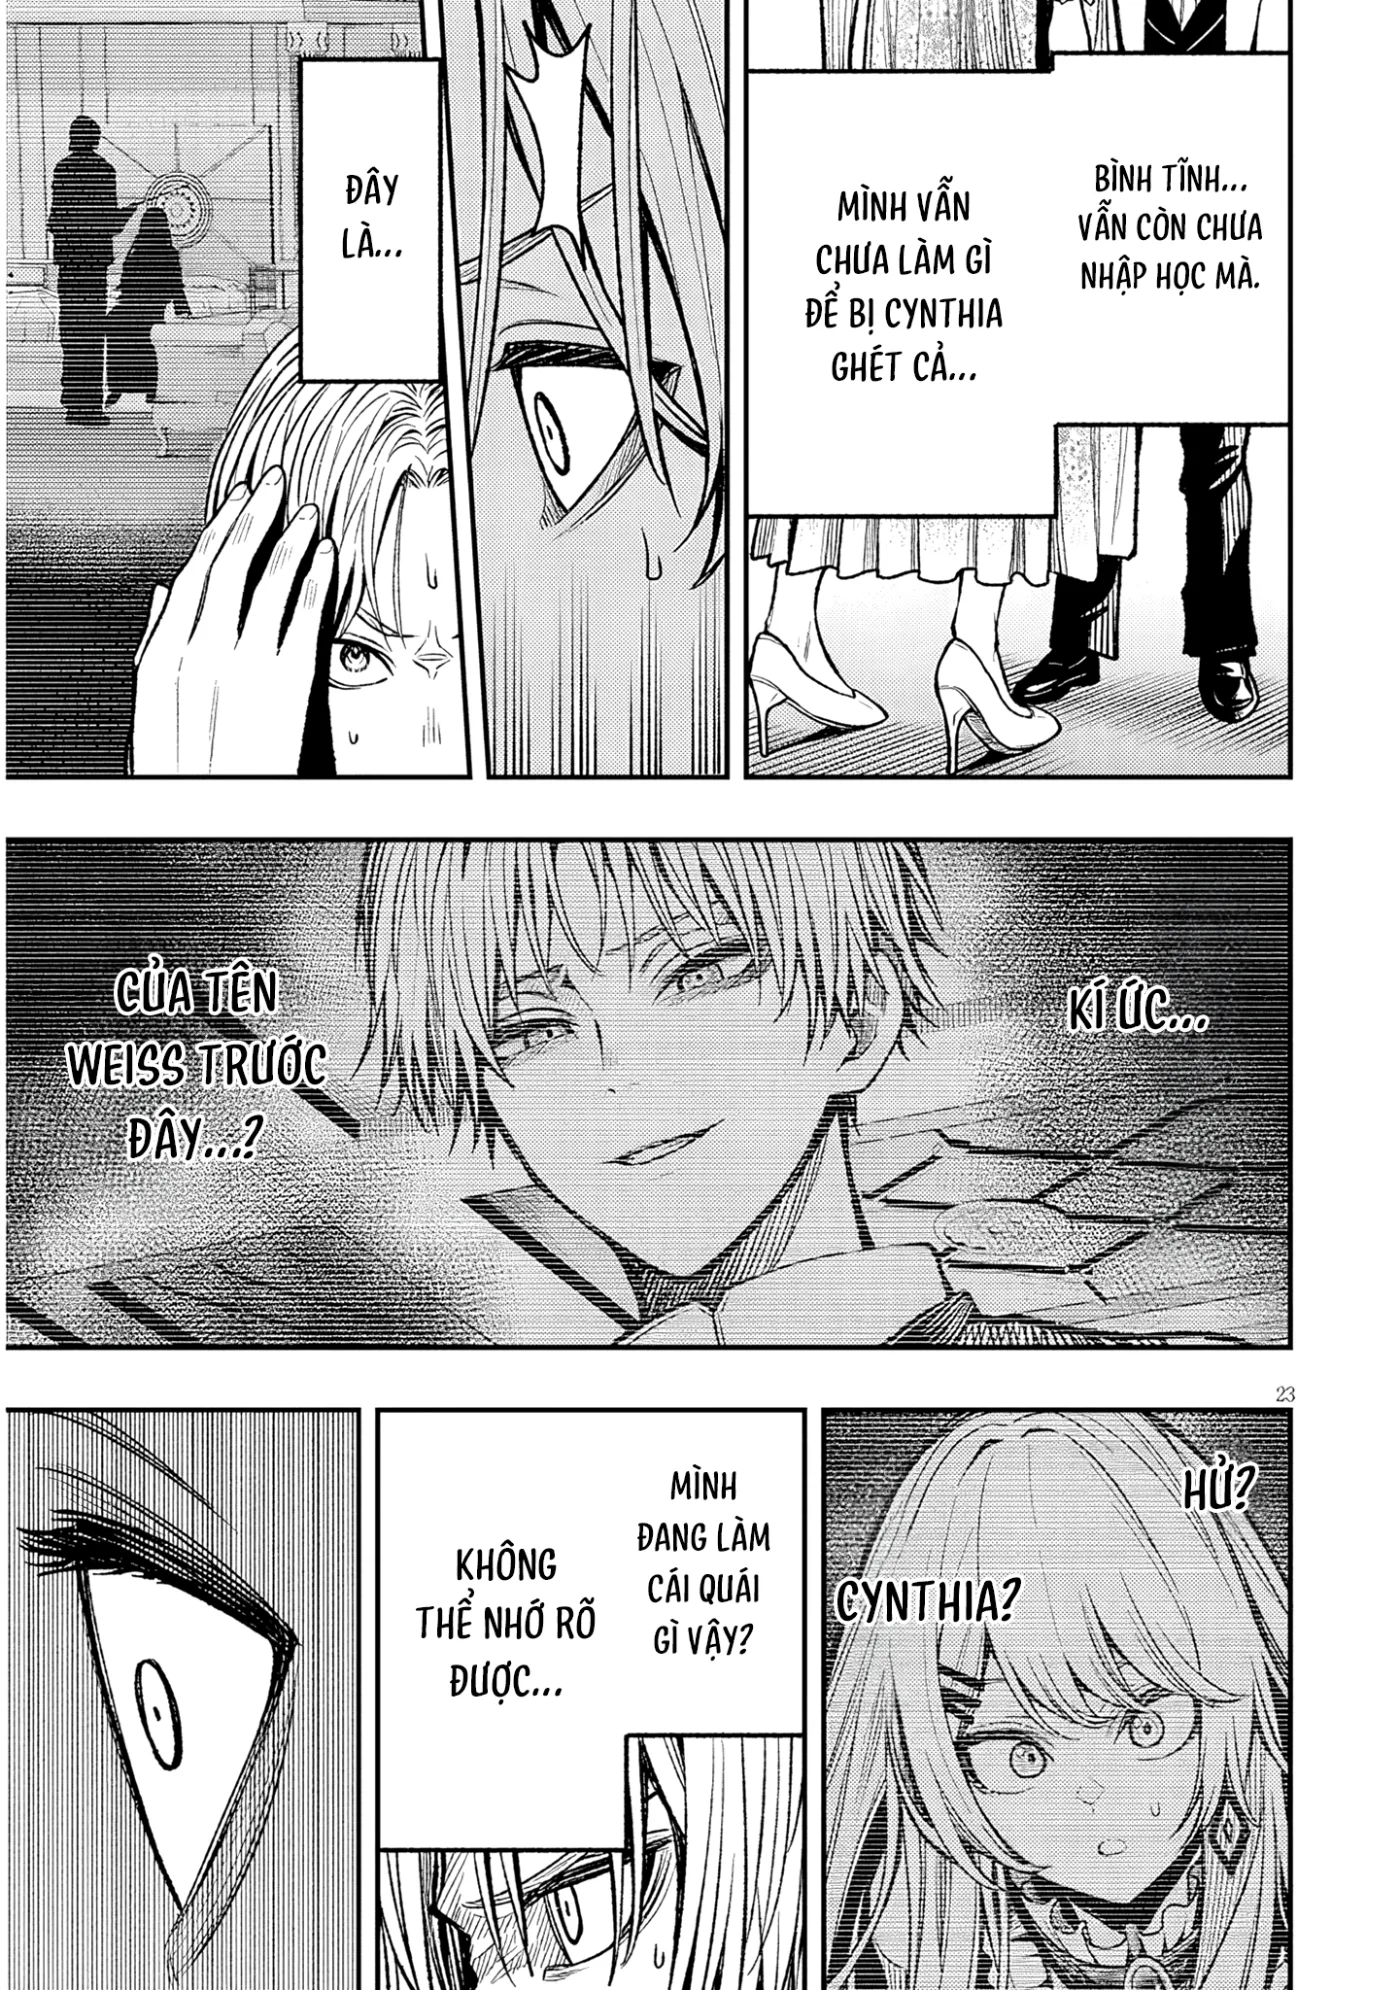 BÌNH TĨNH...
VẪN CÒN CHƯA
NHẬP HỌC MÀ.
MÌNH VẪN
CHƯA LÀM GÌ
ĐỂ BỊ CYNTHIA
GHÉT CẢ...
ĐÂY
LÀ...
KÍ ỨC...
CỦA TÊN
WEISS TRƯỚC
ĐÂY...?
23
HỬ?
CYNTHIA?
MÌNH
ĐANG LÀM
CÁI QUÁI
GÌ VẬY?
KHÔNG
THỂ NHỚ RÕ
ĐƯỢC...